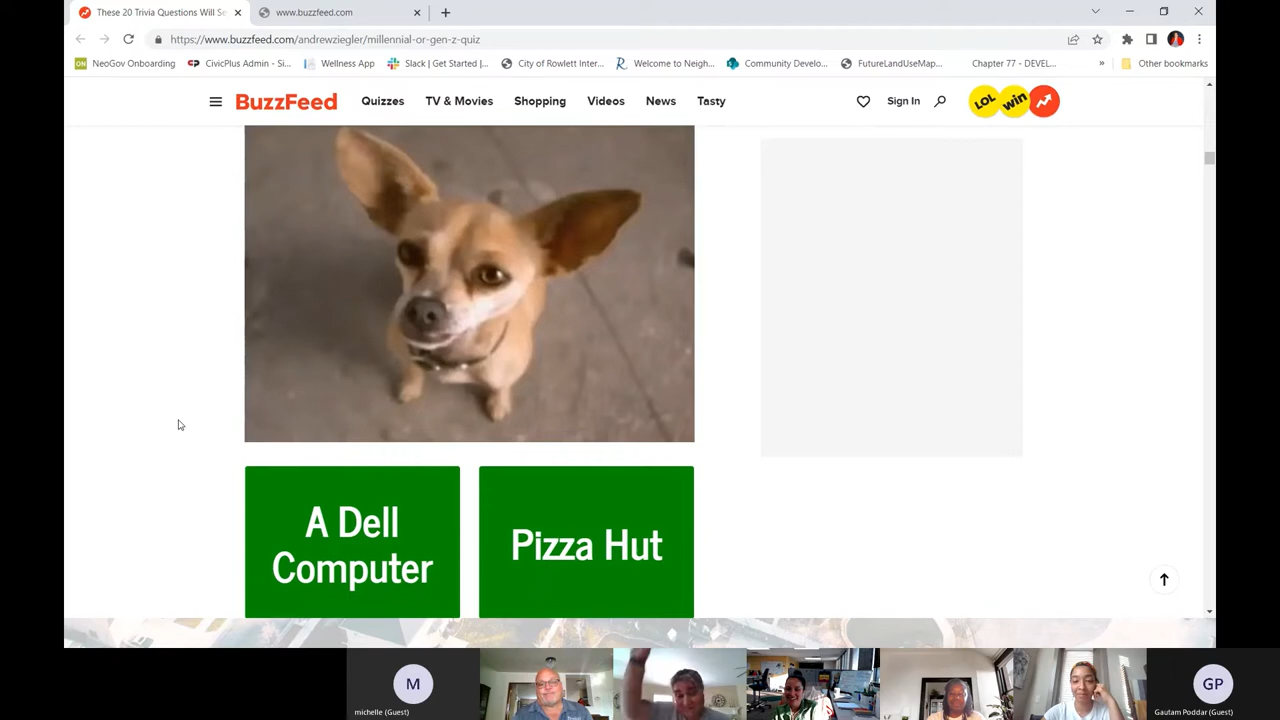 These 20 Trivia Questions Will Se
www.buzzfeed.com
https://www.buzzfeed.com/andrewziegler/millennial-or-gen-z-quiz
ON NeoGov Onboarding
CP CivicPlus Admin - Si...
Wellness App
Slack | Get Started |...
City of Rowlett Inter...
R Welcome to Neigh...
Community Develo...
FutureLandUseMap...
Chapter 77 - DEVEL...
»
Other bookmarks
BuzzFeed
Quizzes
TV & Movies
Shopping
Videos
News
Tasty
Sign In
LOL
win
A Dell
Computer
Pizza Hut
M
michelle (Guest)
GP
Gautam Poddar (Guest)